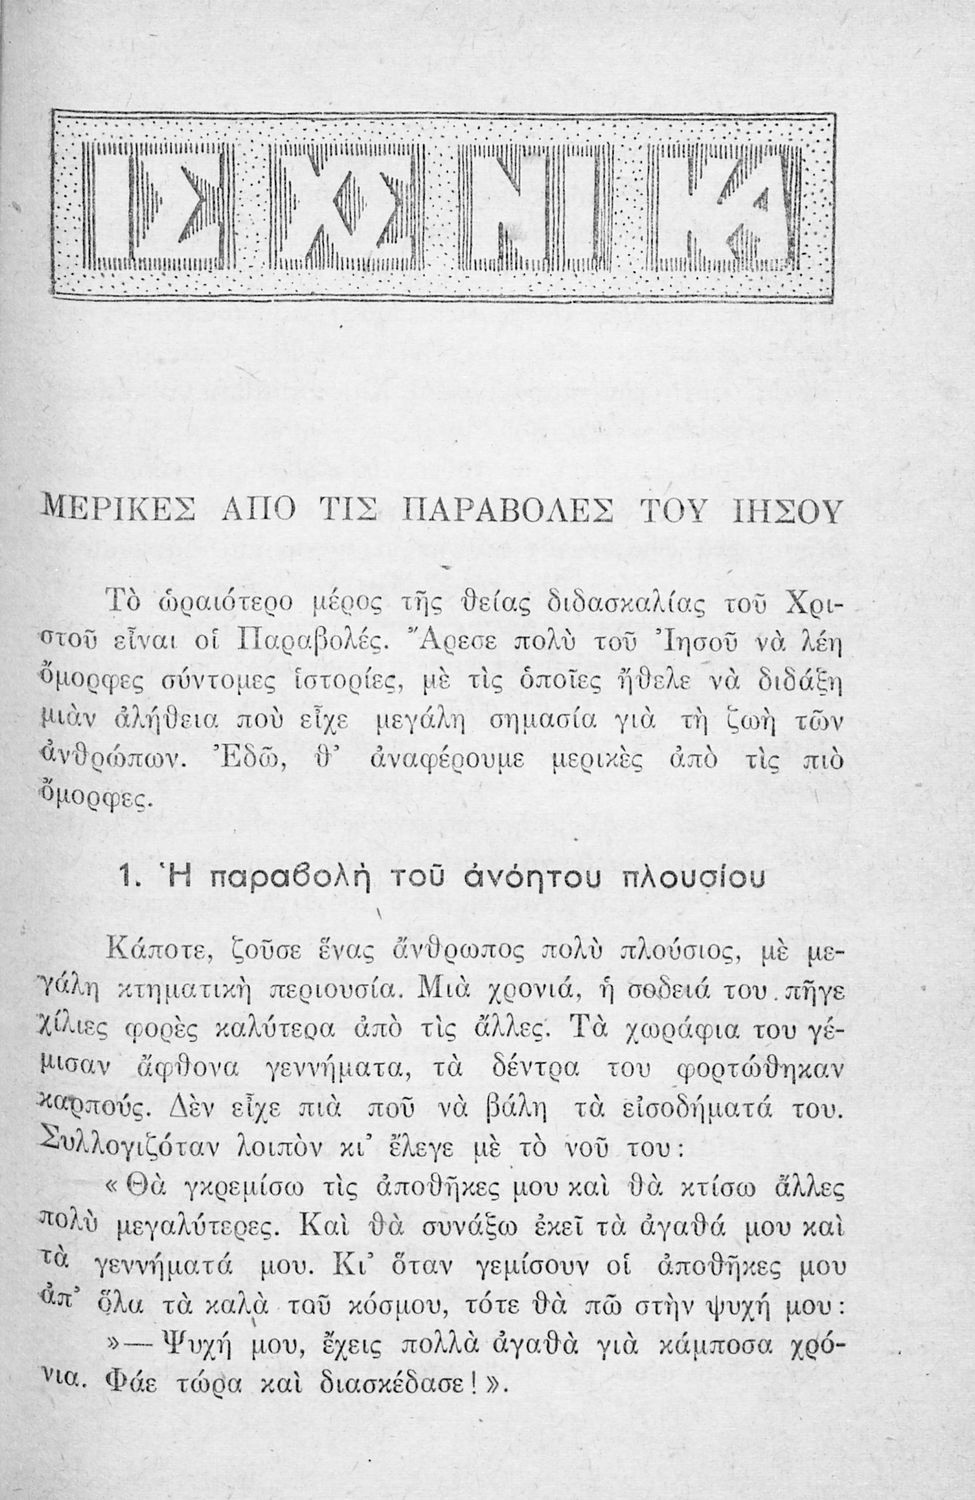 ΙΣ ΧΣ ΝΙ ΚΑ
ΜΕΡΙΚΕΣ ΑΠΟ ΤΙΣ ΠΑΡΑΒΟΛΕΣ ΤΟΥ ΙΗΣΟΥ
Τὸ ὡραιότερο μέρος τῆς θείας διδασκαλίας τοῦ Χρι-
στοῦ εἶναι οἱ Παραβολές. Ἄρεσε πολὺ τοῦ Ἰησοῦ νὰ λέη
ὄμορφες σύντομες ἱστορίες, μὲ τὶς ὁποῖες ἤθελε νὰ διδάξη
μιὰν ἀλήθεια ποὺ εἶχε μεγάλη σημασία γιὰ τὴ ζωὴ τῶν
ἀνθρώπων. Ἐδῶ, θ’ ἀναφέρουμε μερικὲς ἀπὸ τὶς πιὸ
ὄμορφες.
1. Ἡ παραβολὴ τοῦ ἀνόητου πλουσίου
Κάποτε, ζοῦσε ἕνας ἄνθρωπος πολὺ πλούσιος, μὲ με-
γάλη κτηματικὴ περιουσία. Μιὰ χρονιά, ἡ σοδειά του πῆγε
χίλιες φορὲς καλύτερα ἀπὸ τὶς ἄλλες. Τὰ χωράφια του γέ-
μισαν ἄφθονα γεννήματα, τὰ δέντρα του φορτώθηκαν
καρπούς. Δὲν εἶχε πιὰ ποῦ νὰ βάλη τὰ εἰσοδήματά του.
Συλλογιζόταν λοιπὸν κι’ ἔλεγε μὲ τὸ νοῦ του:
«Θὰ γκρεμίσω τὶς ἀποθῆκες μου καὶ θὰ κτίσω ἄλλες
πολὺ μεγαλύτερες. Καὶ θὰ συνάξω ἐκεῖ τὰ ἀγαθά μου καὶ
τὰ γεννήματά μου. Κι’ ὅταν γεμίσουν οἱ ἀποθῆκες μου
ἀπ’ ὅλα τὰ καλὰ τοῦ κόσμου, τότε θὰ πῶ στὴν ψυχή μου:
»— Ψυχή μου, ἔχεις πολλὰ ἀγαθὰ γιὰ κάμποσα χρό-
νια. Φάε τώρα καὶ διασκέδασε!».